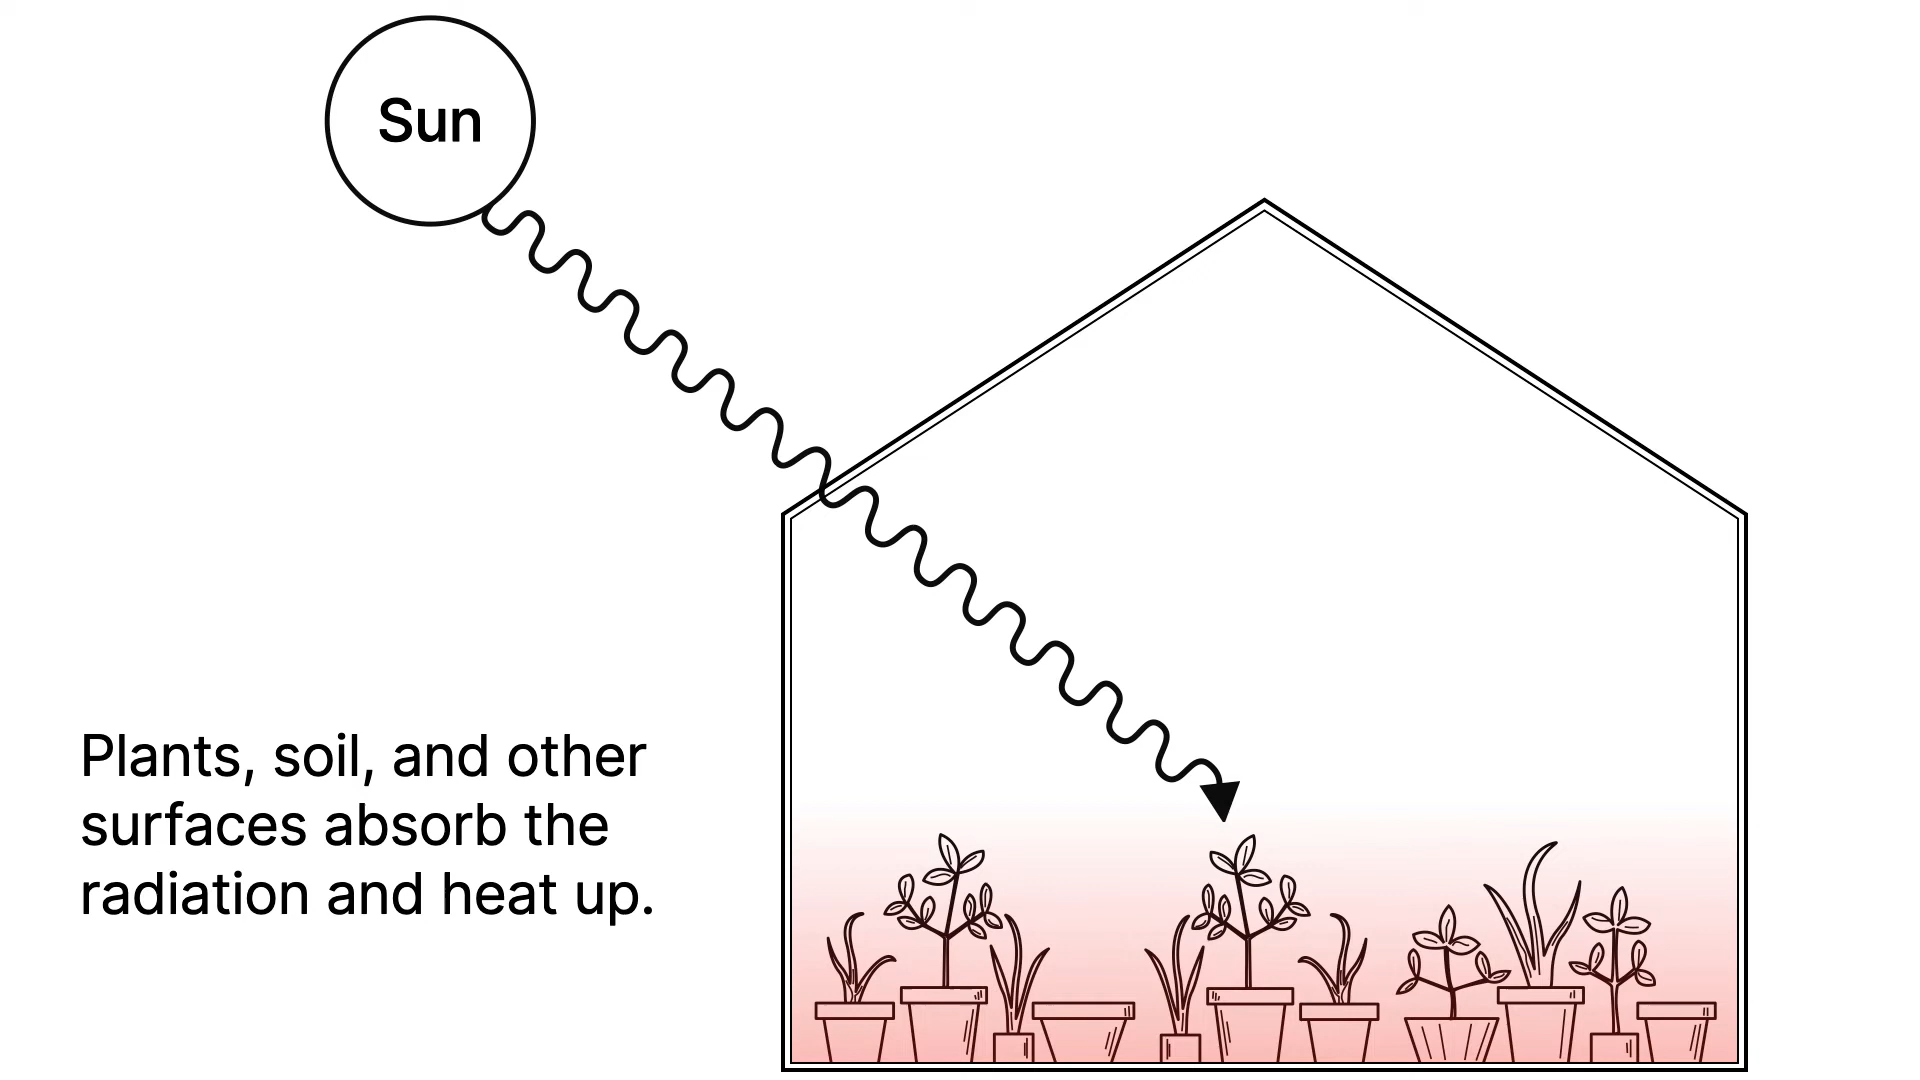 Sun
Plants, soil, and other
surfaces absorb the
radiation and heat up.